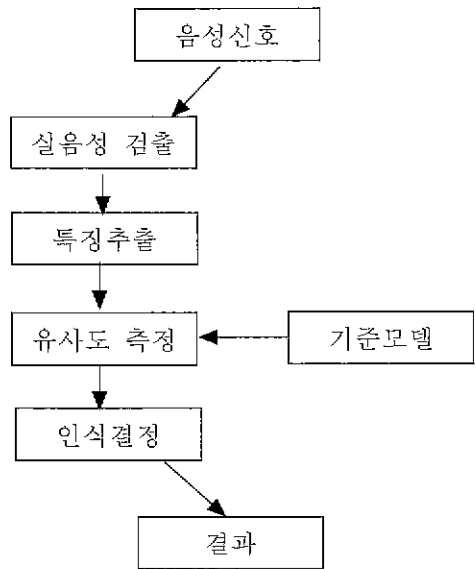 음성신호
실음성 검출
특징추출
유사도 측정
기준모델
인식결정
결과